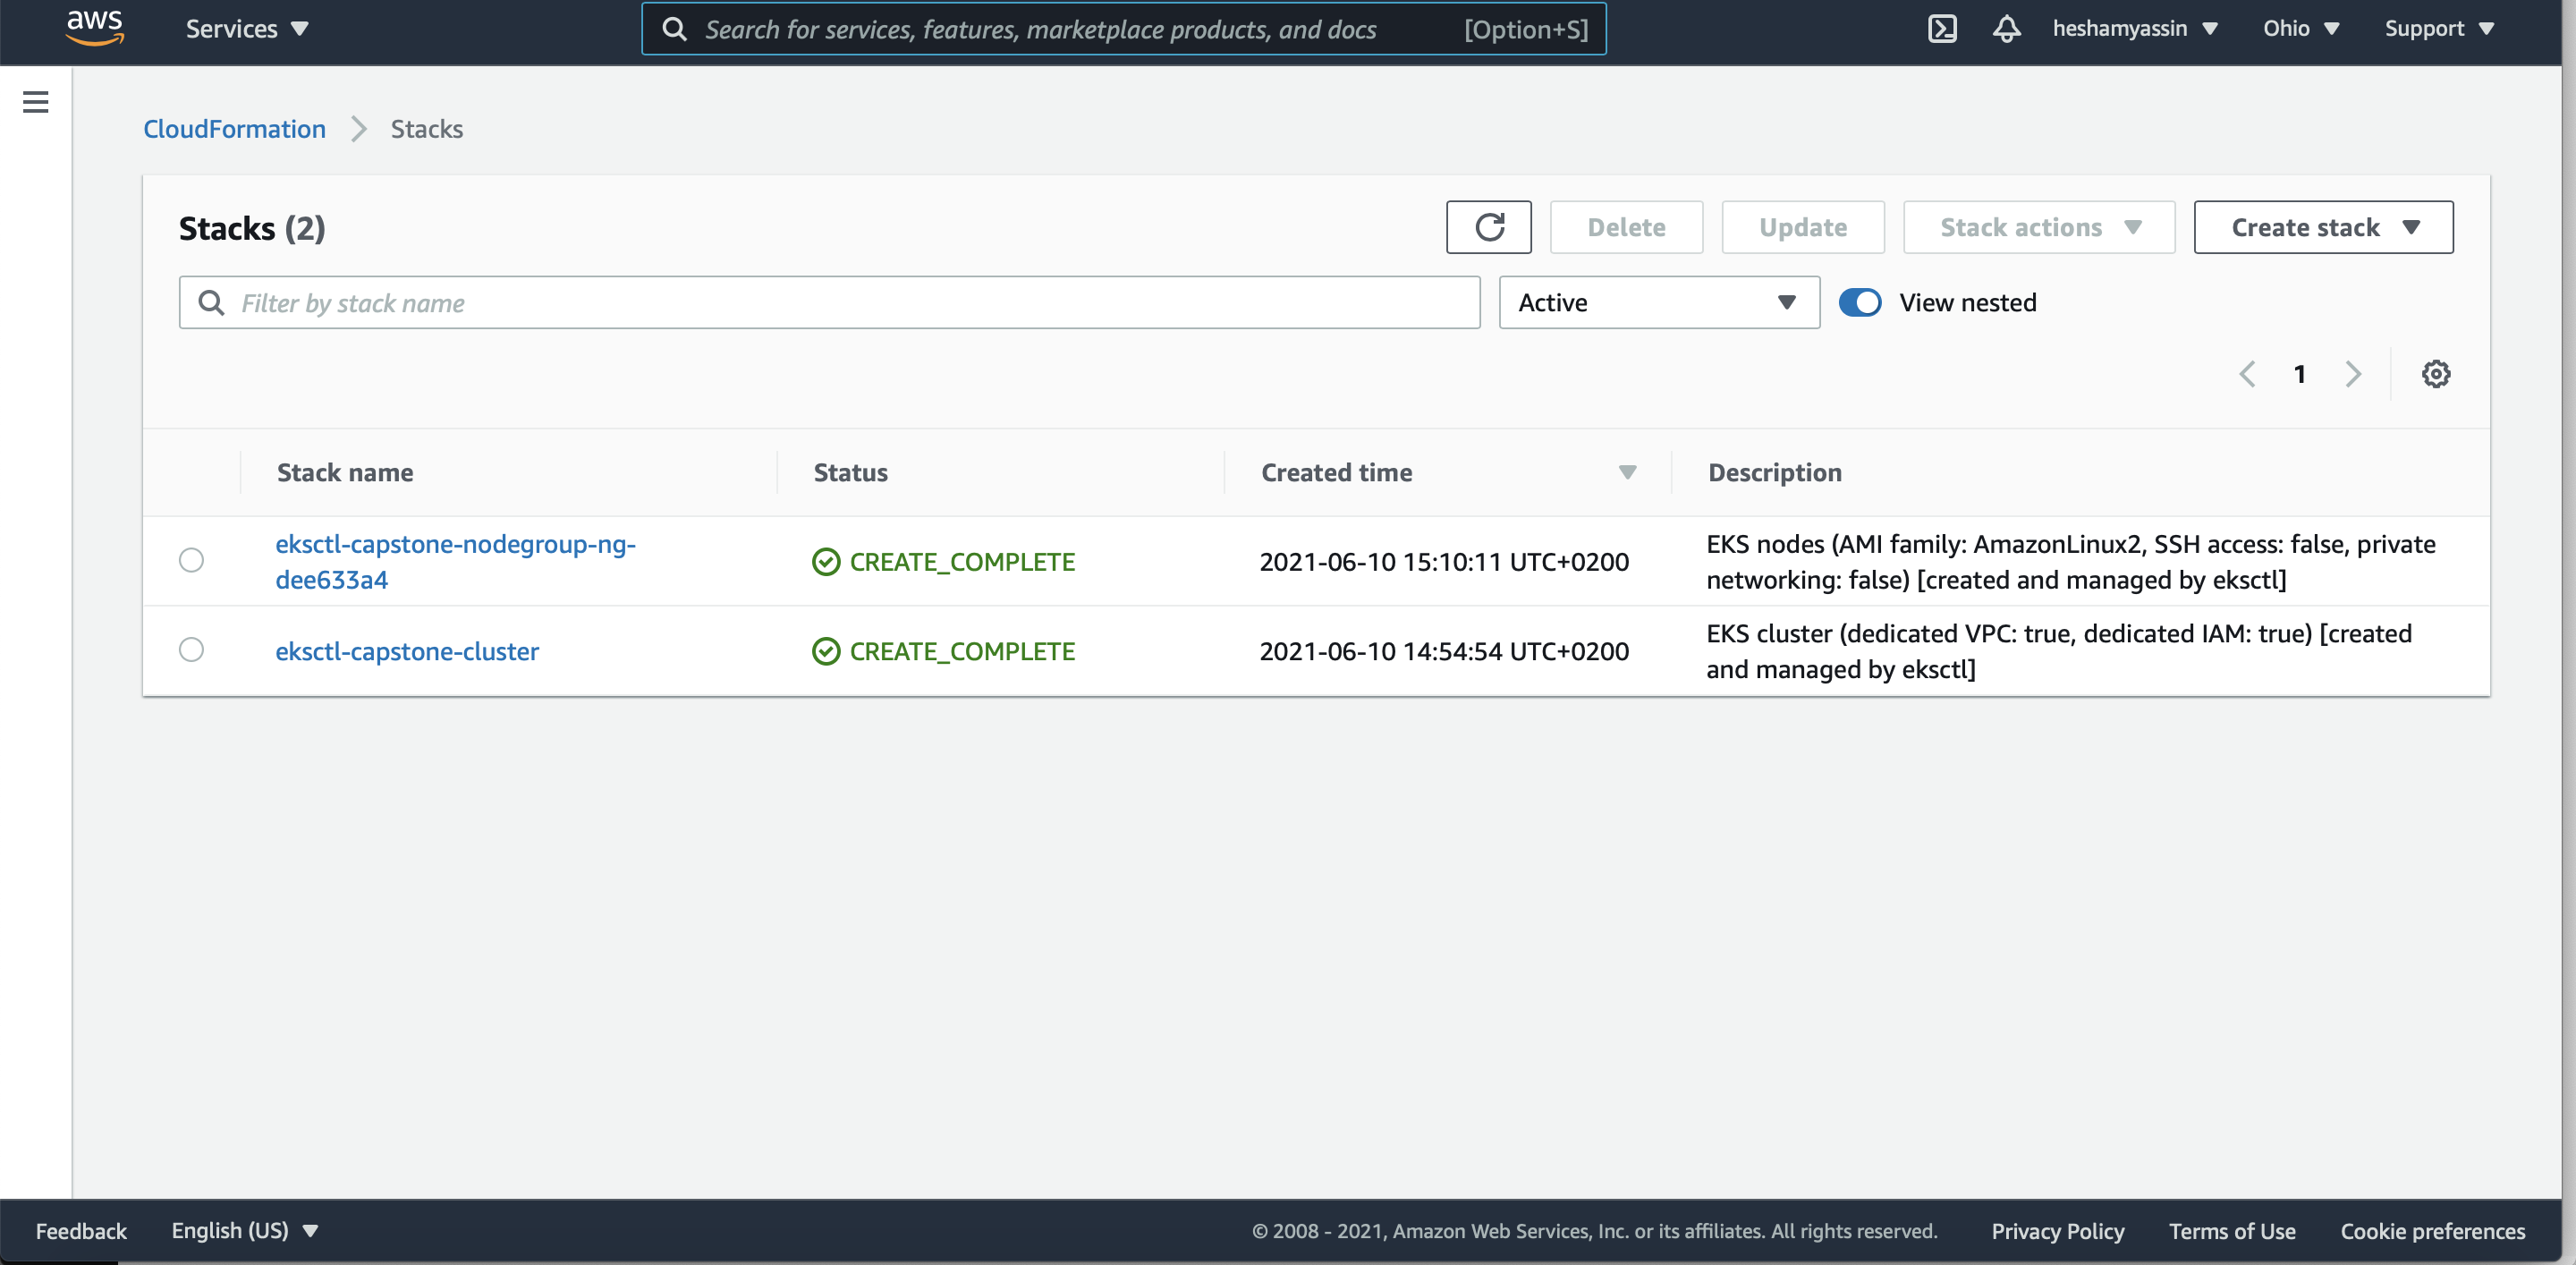 aws Services Search for services, features, marketplace products, and docs [Option+S] heshamyassin Ohio Support
CloudFormation Stacks
Stacks (2) Delete Update Stack actions Create stack
Filter by stack name Active View nested
1
Stack name Status Created time Description
eksctl-capstone-nodegroup-ng-
dee633a4
CREATE_COMPLETE
2021-06-10 15:10:11 UTC+0200
EKS nodes (AMI family: AmazonLinux2, SSH access: false, private
networking: false) [created and managed by eksctl]
eksctl-capstone-cluster
CREATE_COMPLETE
2021-06-10 14:54:54 UTC+0200
EKS cluster (dedicated VPC: true, dedicated IAM: true) [created
and managed by eksctl]
Feedback English (US) © 2008 - 2021, Amazon Web Services, Inc. or its affiliates. All rights reserved. Privacy Policy Terms of Use Cookie preferences